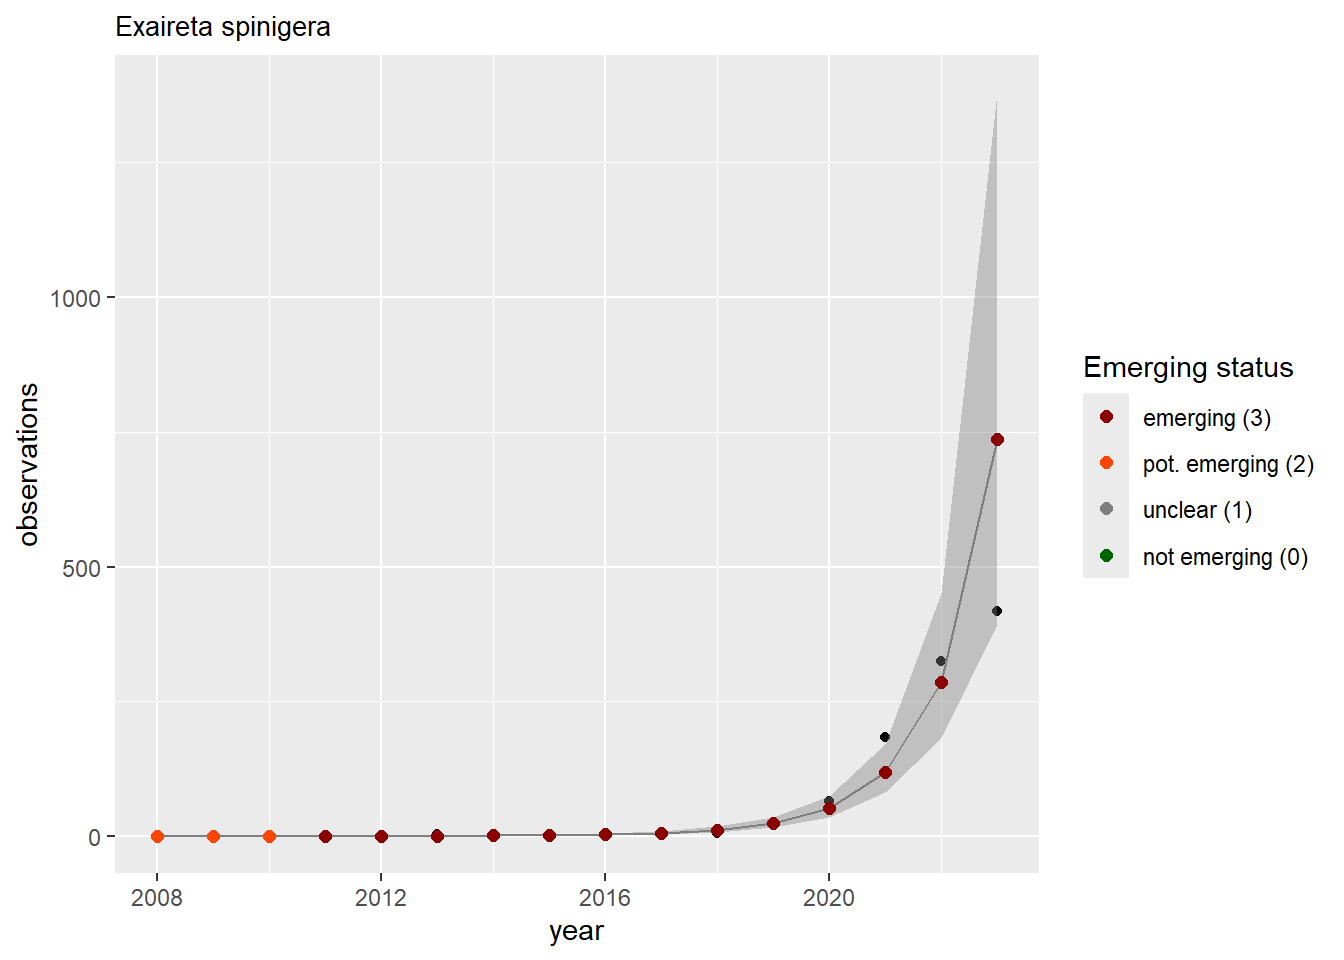 Exaireta spinigera
1000
500
0
observations
2008
2012
2016
2020
year
Emerging status
emerging (3)
pot. emerging (2)
unclear (1)
not emerging (0)